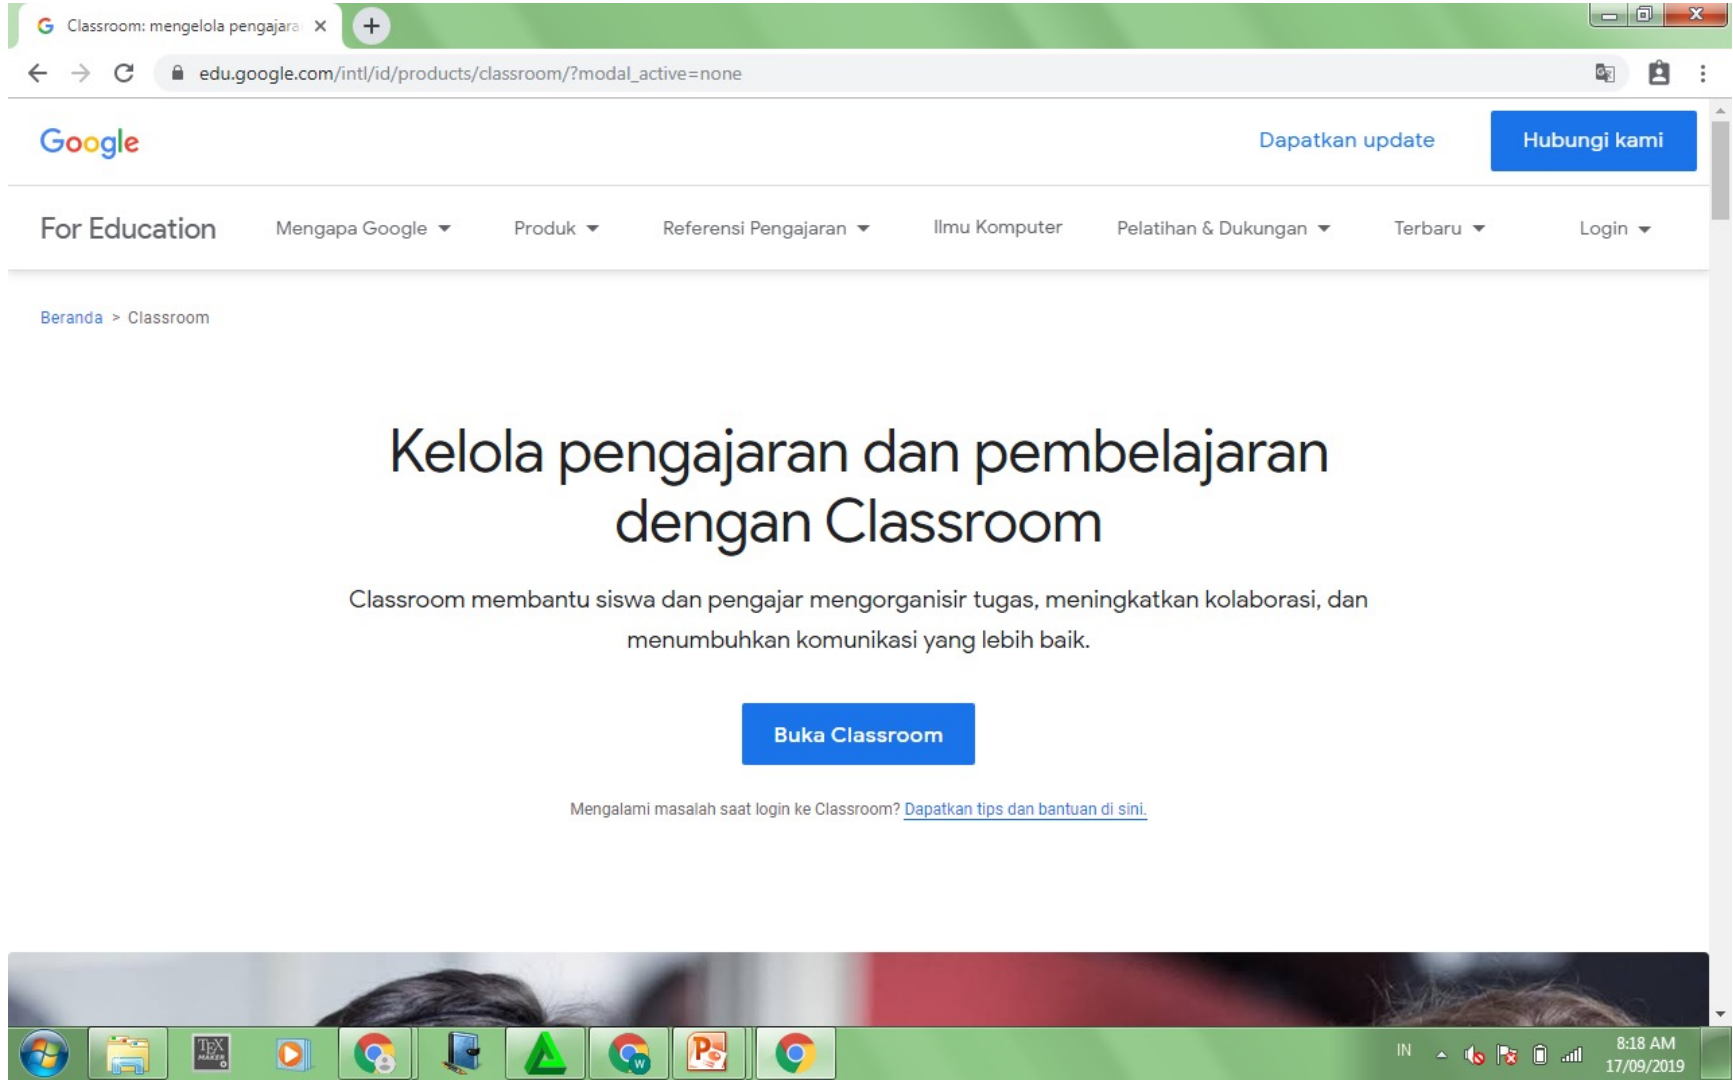 Classroom: mengelola pengajara
edu.google.com/intl/id/products/classroom/?modal_active=none
Google
Dapatkan update
Hubungi kami
For Education
Mengapa Google
Produk
Referensi Pengajaran
Ilmu Komputer
Pelatihan & Dukungan
Terbaru
Login
Beranda > Classroom
Kelola pengajaran dan pembelajaran
dengan Classroom
Classroom membantu siswa dan pengajar mengorganisir tugas, meningkatkan kolaborasi, dan
menumbuhkan komunikasi yang lebih baik.
Buka Classroom
Mengalami masalah saat login ke Classroom? Dapatkan tips dan bantuan di sini.
TEX
MAKER
W
IN
8:18 AM
17/09/2019